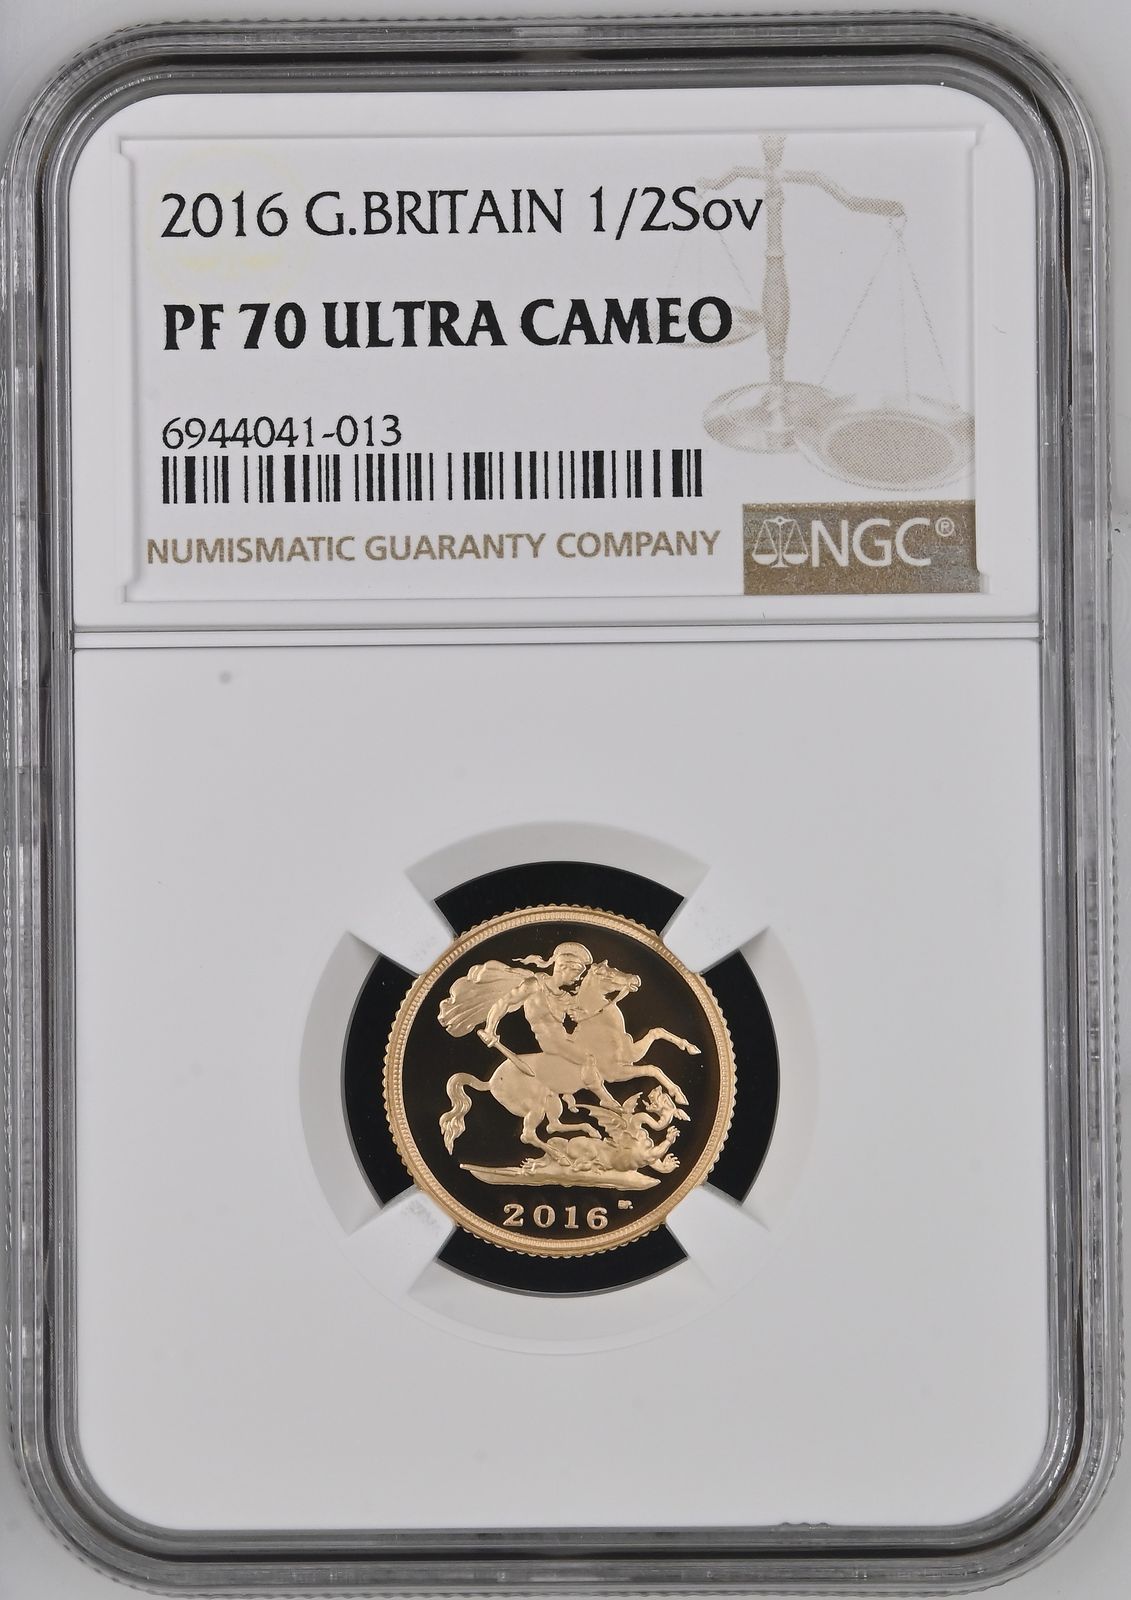 2016 G.BRITAIN 1/2Sov
PF 70 ULTRA CAMEO
6944041-013
NUMISMATIC GUARANTY COMPANY
NGC®
2016